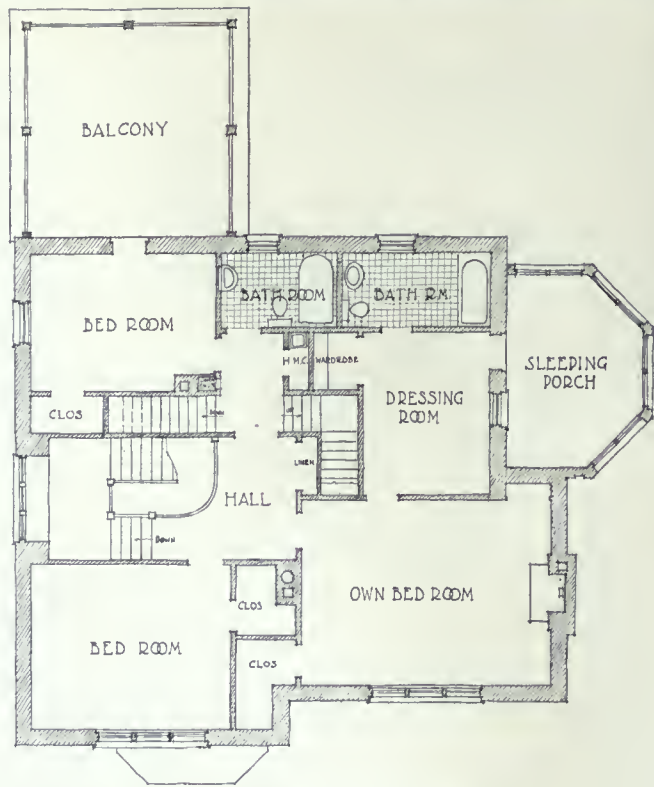 BALCONY
BED ROOM
BATH ROOM
BATH RM.
H.M.C.
WARDROBE
SLEEPING
PORCH
DRESSING
ROOM
CLOS
DOWN
UP
LINEN
HALL
DOWN
OWN BED ROOM
CLOS
BED ROOM
CLOS